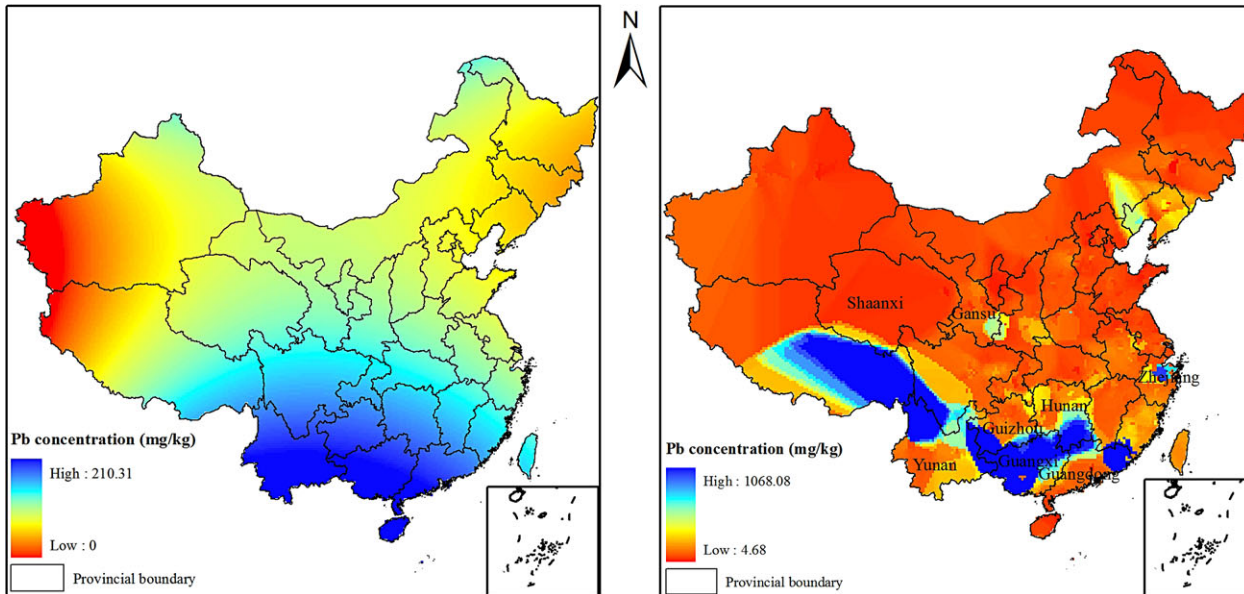 N
Pb concentration (mg/kg)
High : 210.31
Low : 0
Provincial boundary
Shaanxi
Gansu
Zhejiang
Hunan
Guizhou
Yunan
Guangxi
Guangdong
Pb concentration (mg/kg)
High : 1068.08
Low : 4.68
Provincial boundary